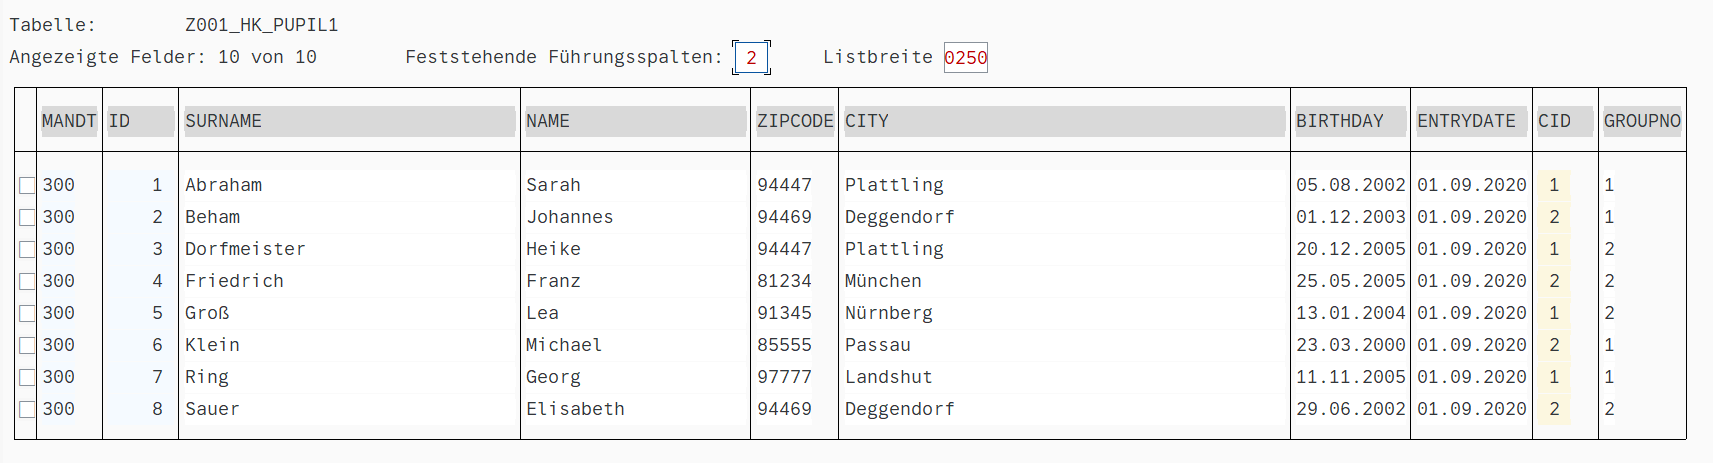 Tabelle: Z001_HK_PUPIL1
Angezeigte Felder: 10 von 10 Feststehende Führungsspalten: 2 Listbreite 0250
MANDT ID SURNAME NAME ZIPCODE CITY BIRTHDAY ENTRYDATE CID GROUPNO
300 1 Abraham Sarah 94447 Plattling 05.08.2002 01.09.2020 1 1
300 2 Beham Johannes 94469 Deggendorf 01.12.2003 01.09.2020 2 1
300 3 Dorfmeister Heike 94447 Plattling 20.12.2005 01.09.2020 1 2
300 4 Friedrich Franz 81234 München 25.05.2005 01.09.2020 2 2
300 5 Groß Lea 91345 Nürnberg 13.01.2004 01.09.2020 1 2
300 6 Klein Michael 85555 Passau 23.03.2000 01.09.2020 2 1
300 7 Ring Georg 97777 Landshut 11.11.2005 01.09.2020 1 1
300 8 Sauer Elisabeth 94469 Deggendorf 29.06.2002 01.09.2020 2 2